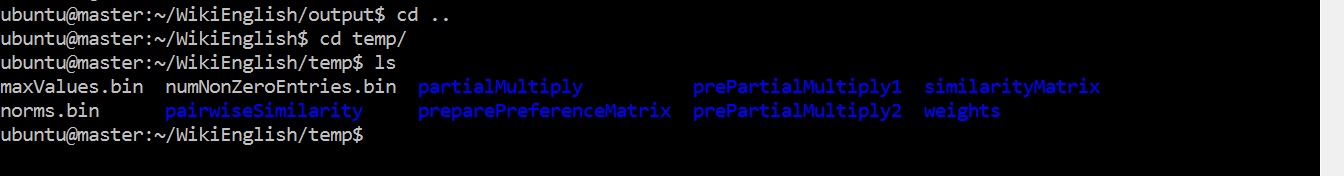 ubuntu@master:~/WikiEnglish/output$ cd ..
ubuntu@master:~/WikiEnglish$ cd temp/
ubuntu@master:~/WikiEnglish/temp$ ls
maxValues.bin  numNonZeroEntries.bin  partialMultiply          prePartialMultiply1  similarityMatrix
norms.bin      pairwiseSimilarity     preparePreferenceMatrix  prePartialMultiply2  weights
ubuntu@master:~/WikiEnglish/temp$